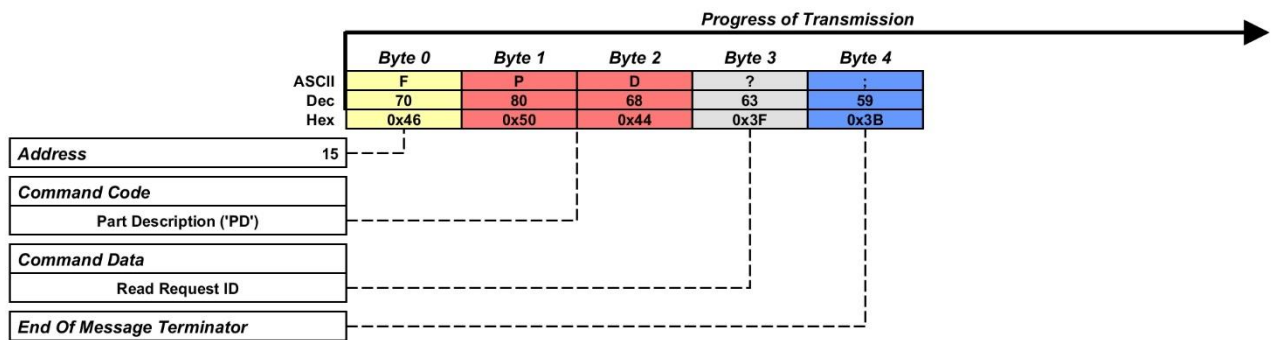 Progress of Transmission
Byte 0 Byte 1 Byte 2 Byte 3 Byte 4
ASCII F P D ? ;
Dec 70 80 68 63 59
Hex 0x46 0x50 0x44 0x3F 0x3B
Address 15
Command Code
Part Description ('PD')
Command Data
Read Request ID
End Of Message Terminator